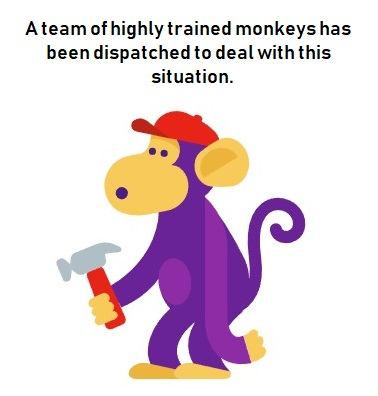 A team of highly trained monkeys has
been dispatched to deal with this
situation.